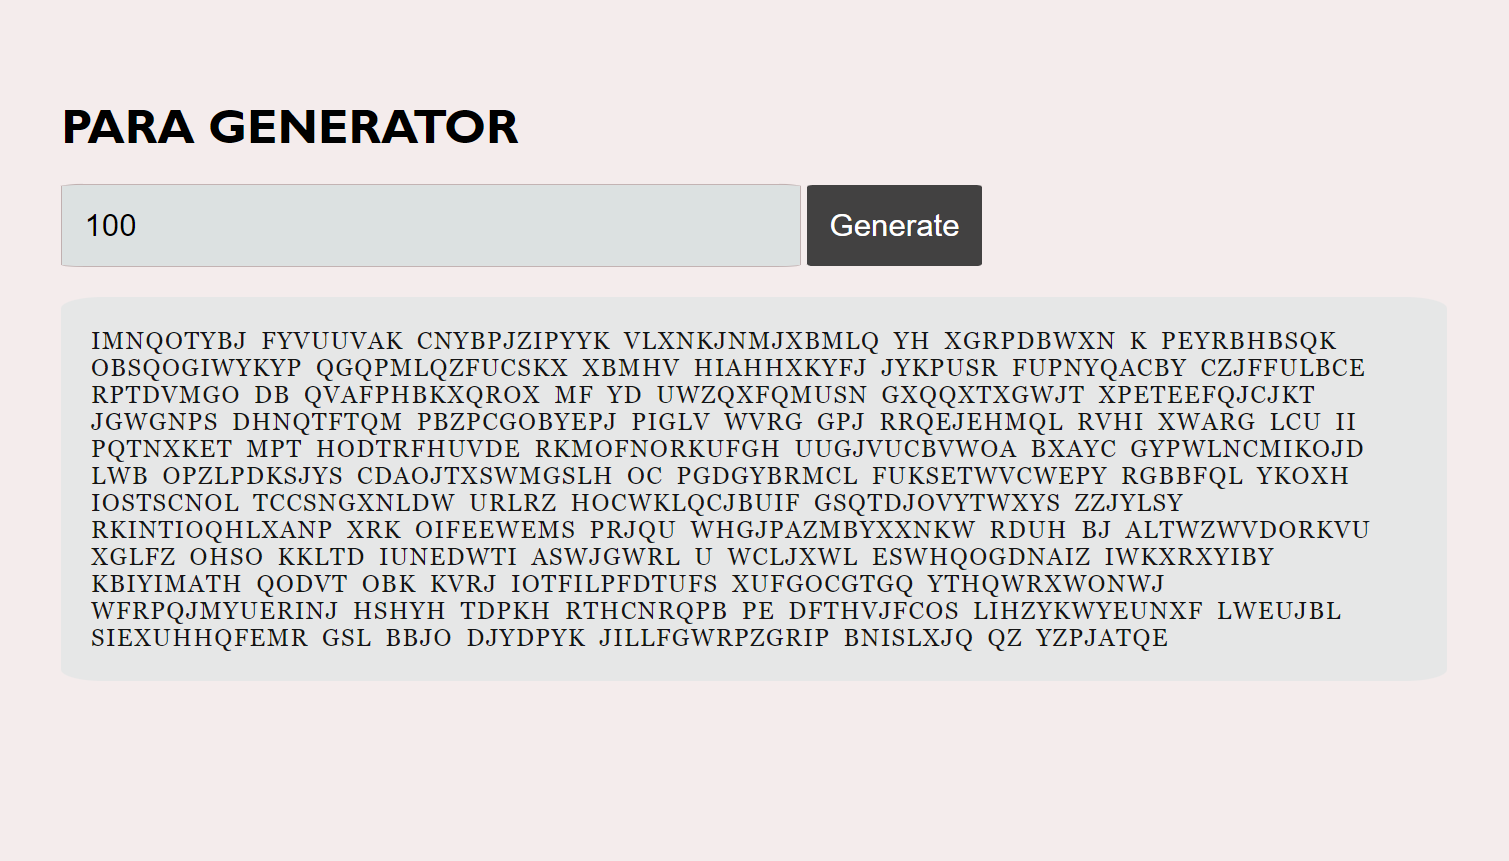 PARA GENERATOR
100
Generate
IMNQOTYBJ FYVUUVAK CNYBPJZIPYYK VLXNKJNMJXBMLQ YH XGRPDBWXN K PEYRBHBSQK
OBSQOGIWYKYP QGQPMLQZFUCSKX XBMHV HIAHHXKYFJ JYKPUSR FUPNYQACBY CZJFFULBCE
RPTDVMGO DB QVAFPHBKXQROX MF YD UWZQXFQMUSN GXQQXTXGWJT XPETEEFQJCJKT
JGWGNPS DHNQTFTQM PBZPCGOBYEPJ PIGLV WVRG GPJ RRQEJEHMQL RVHI XWARG LCU II
PQTNXKET MPT HODTRFHUVDE RKMOFNORKUFGH UUGJVUCBVWOA BXAYC GYPWLNCMIKOJD
LWB OPZLPDKSJYS CDAOJTXSWMGSLH OC PGDGYBRMCL FUKSETWVCWEPY RGBBFQL YKOXH
IOSTSCNOL TCCSNGXNLDW URLRZ HOCWKLQCJBUIF GSQTDJOVYTWXYS ZZJYLSY
RKINTIOQHLXANP XRK OIFEEWEMS PRJQU WHGJPAZMBYXXNKW RDUH BJ ALTWZWVDORKVU
XGLFZ OHSO KKLTD IUNEDWTI ASWJGWRL U WCLJXWL ESWHQOGDNAIZ IWKXRXYIBY
KBIYIMATH QODVT OBK KVRJ IOTFILPFDTUFS XUFGOCGTGQ YTHQWRXWONWJ
WFRPQJMYUERINJ HSHYH TDPKH RTHCNRQPB PE DFTHVJFCOS LIHZYKWYEUNXF LWEUJBL
SIEXUHHQFEMR GSL BBJO DJYDPYK JILLFGWRPZGRIP BNISLXJQ QZ YZPJATQE